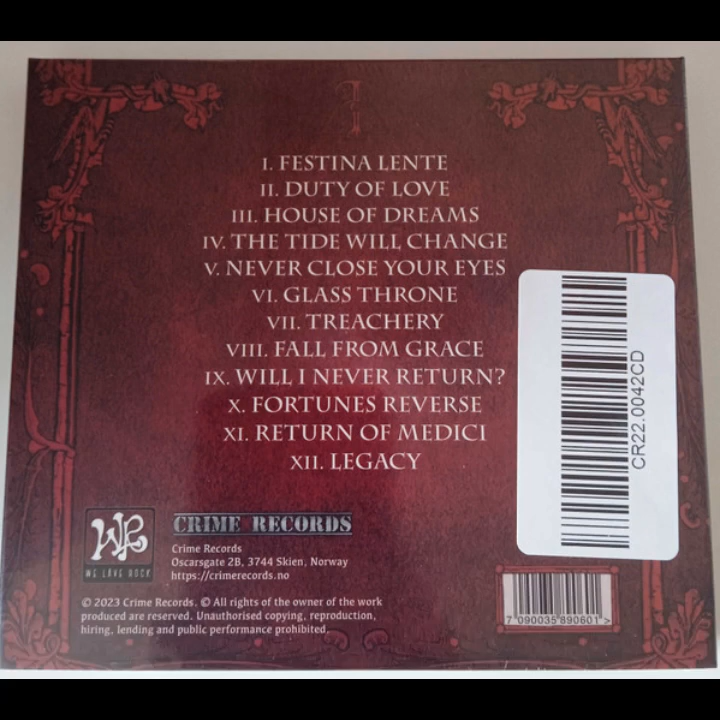 I. FESTINA LENTE
II. DUTY OF LOVE
III. HOUSE OF DREAMS
IV. THE TIDE WILL CHANGE
V. NEVER CLOSE YOUR EYES
VI. GLASS THRONE
VII. TREACHERY
VIII. FALL FROM GRACE
IX. WILL I NEVER RETURN?
X. FORTUNES REVERSE
XI. RETURN OF MEDICI
XII. LEGACY
CR22.0042CD
WR
WE LOVE ROCK
CRIME RECORDS
Crime Records
Oscarsgate 2B, 3744 Skien, Norway
https://crimerecords.no
© 2023 Crime Records. © All rights of the owner of the work
produced are reserved. Unauthorised copying, reproduction,
hiring, lending and public performance prohibited.
7 090035 890601 >